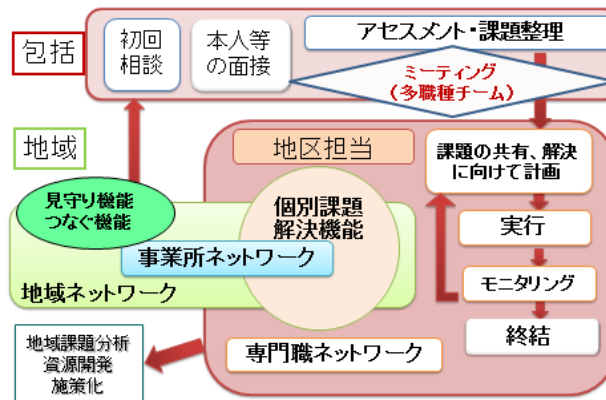 包括
初回
相談
本人等
の面接
アセスメント・課題整理
ミーティング
（多職種チーム）
地域
地区担当
課題の共有、解決
に向けて計画
見守り機能
つなぐ機能
個別課題
解決機能
実行
事業所ネットワーク
地域ネットワーク
モニタリング
終結
地域課題分析
資源開発
施策化
専門職ネットワーク